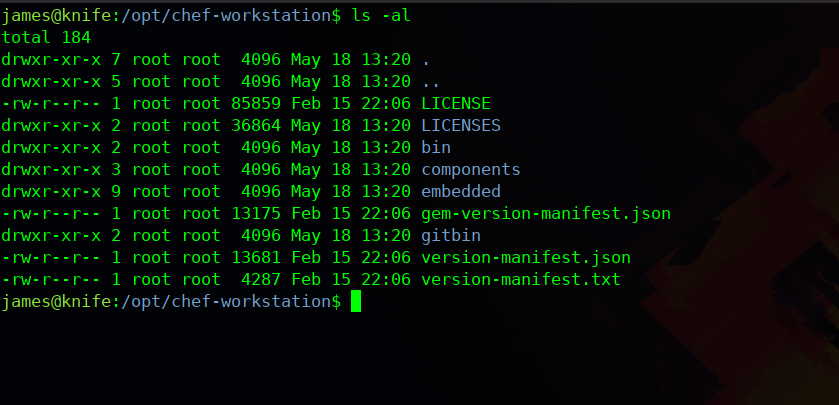 james@knife:/opt/chef-workstation$ ls -al
total 184
drwxr-xr-x 7 root root  4096 May 18 13:20 .
drwxr-xr-x 5 root root  4096 May 18 13:20 ..
-rw-r--r-- 1 root root 85859 Feb 15 22:06 LICENSE
drwxr-xr-x 2 root root 36864 May 18 13:20 LICENSES
drwxr-xr-x 2 root root  4096 May 18 13:20 bin
drwxr-xr-x 3 root root  4096 May 18 13:20 components
drwxr-xr-x 9 root root  4096 May 18 13:20 embedded
-rw-r--r-- 1 root root 13175 Feb 15 22:06 gem-version-manifest.json
drwxr-xr-x 2 root root  4096 May 18 13:20 gitbin
-rw-r--r-- 1 root root 13681 Feb 15 22:06 version-manifest.json
-rw-r--r-- 1 root root  4287 Feb 15 22:06 version-manifest.txt
james@knife:/opt/chef-workstation$